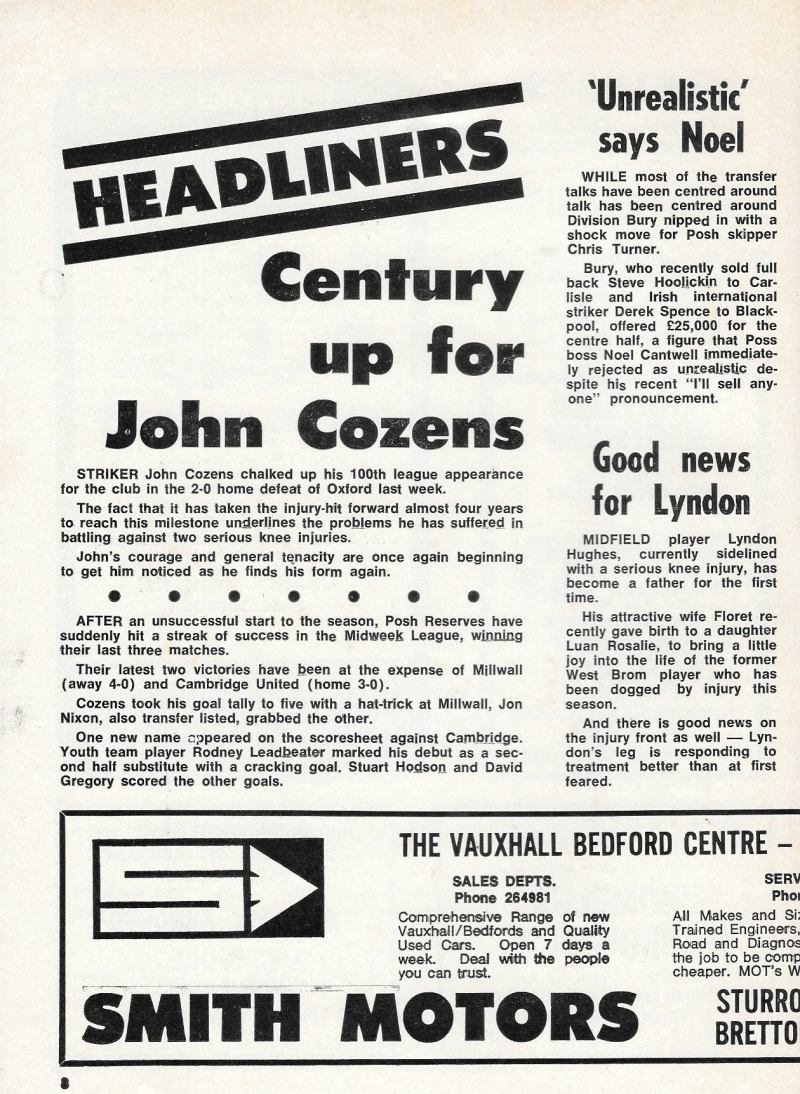 HEADLINERS
Century
up for
John Cozens
STRIKER John Cozens chalked up his 100th league appearance
for the club in the 2-0 home defeat of Oxford last week.
The fact that it has taken the injury-hit forward almost four years
to reach this milestone underlines the problems he has suffered in
battling against two serious knee injuries.
John's courage and general tenacity are once again beginning
to get him noticed as he finds his form again.
● ● ● ● ● ● ●
AFTER an unsuccessful start to the season, Posh Reserves have
suddenly hit a streak of success in the Midweek League, winning
their last three matches.
Their latest two victories have been at the expense of Millwall
(away 4-0) and Cambridge United (home 3-0).
Cozens took his goal tally to five with a hat-trick at Millwall, Jon
Nixon, also transfer listed, grabbed the other.
One new name appeared on the scoresheet against Cambridge.
Youth team player Rodney Leadbeater marked his debut as a sec-
ond half substitute with a cracking goal. Stuart Hodson and David
Gregory scored the other goals.
'Unrealistic'
says Noel
WHILE most of the transfer
talks have been centred around
talk has been centred around
Division Bury nipped in with a
shock move for Posh skipper
Chris Turner.
Bury, who recently sold full
back Steve Hoolickin to Car-
lisle and Irish international
striker Derek Spence to Black-
pool, offered £25,000 for the
centre half, a figure that Poss
boss Noel Cantwell immediate-
ly rejected as unrealistic de-
spite his recent "I'll sell any-
one" pronouncement.
Good news
for Lyndon
MIDFIELD player Lyndon
Hughes, currently sidelined
with a serious knee injury, has
become a father for the first
time.
His attractive wife Floret re-
cently gave birth to a daughter
Luan Rosalie, to bring a little
joy into the life of the former
West Brom player who has
been dogged by injury this
season.
And there is good news on
the injury front as well — Lyn-
don's leg is responding to
treatment better than at first
feared.
THE VAUXHALL BEDFORD CENTRE –
SALES DEPTS.
Phone 264981
Comprehensive Range of new
Vauxhall/Bedfords and Quality
Used Cars. Open 7 days a
week. Deal with the people
you can trust.
SERV
Phon
All Makes and Siz
Trained Engineers,
Road and Diagnos
the job to be comp
cheaper. MOT's W
SMITH MOTORS
STURRO
BRETTO
8